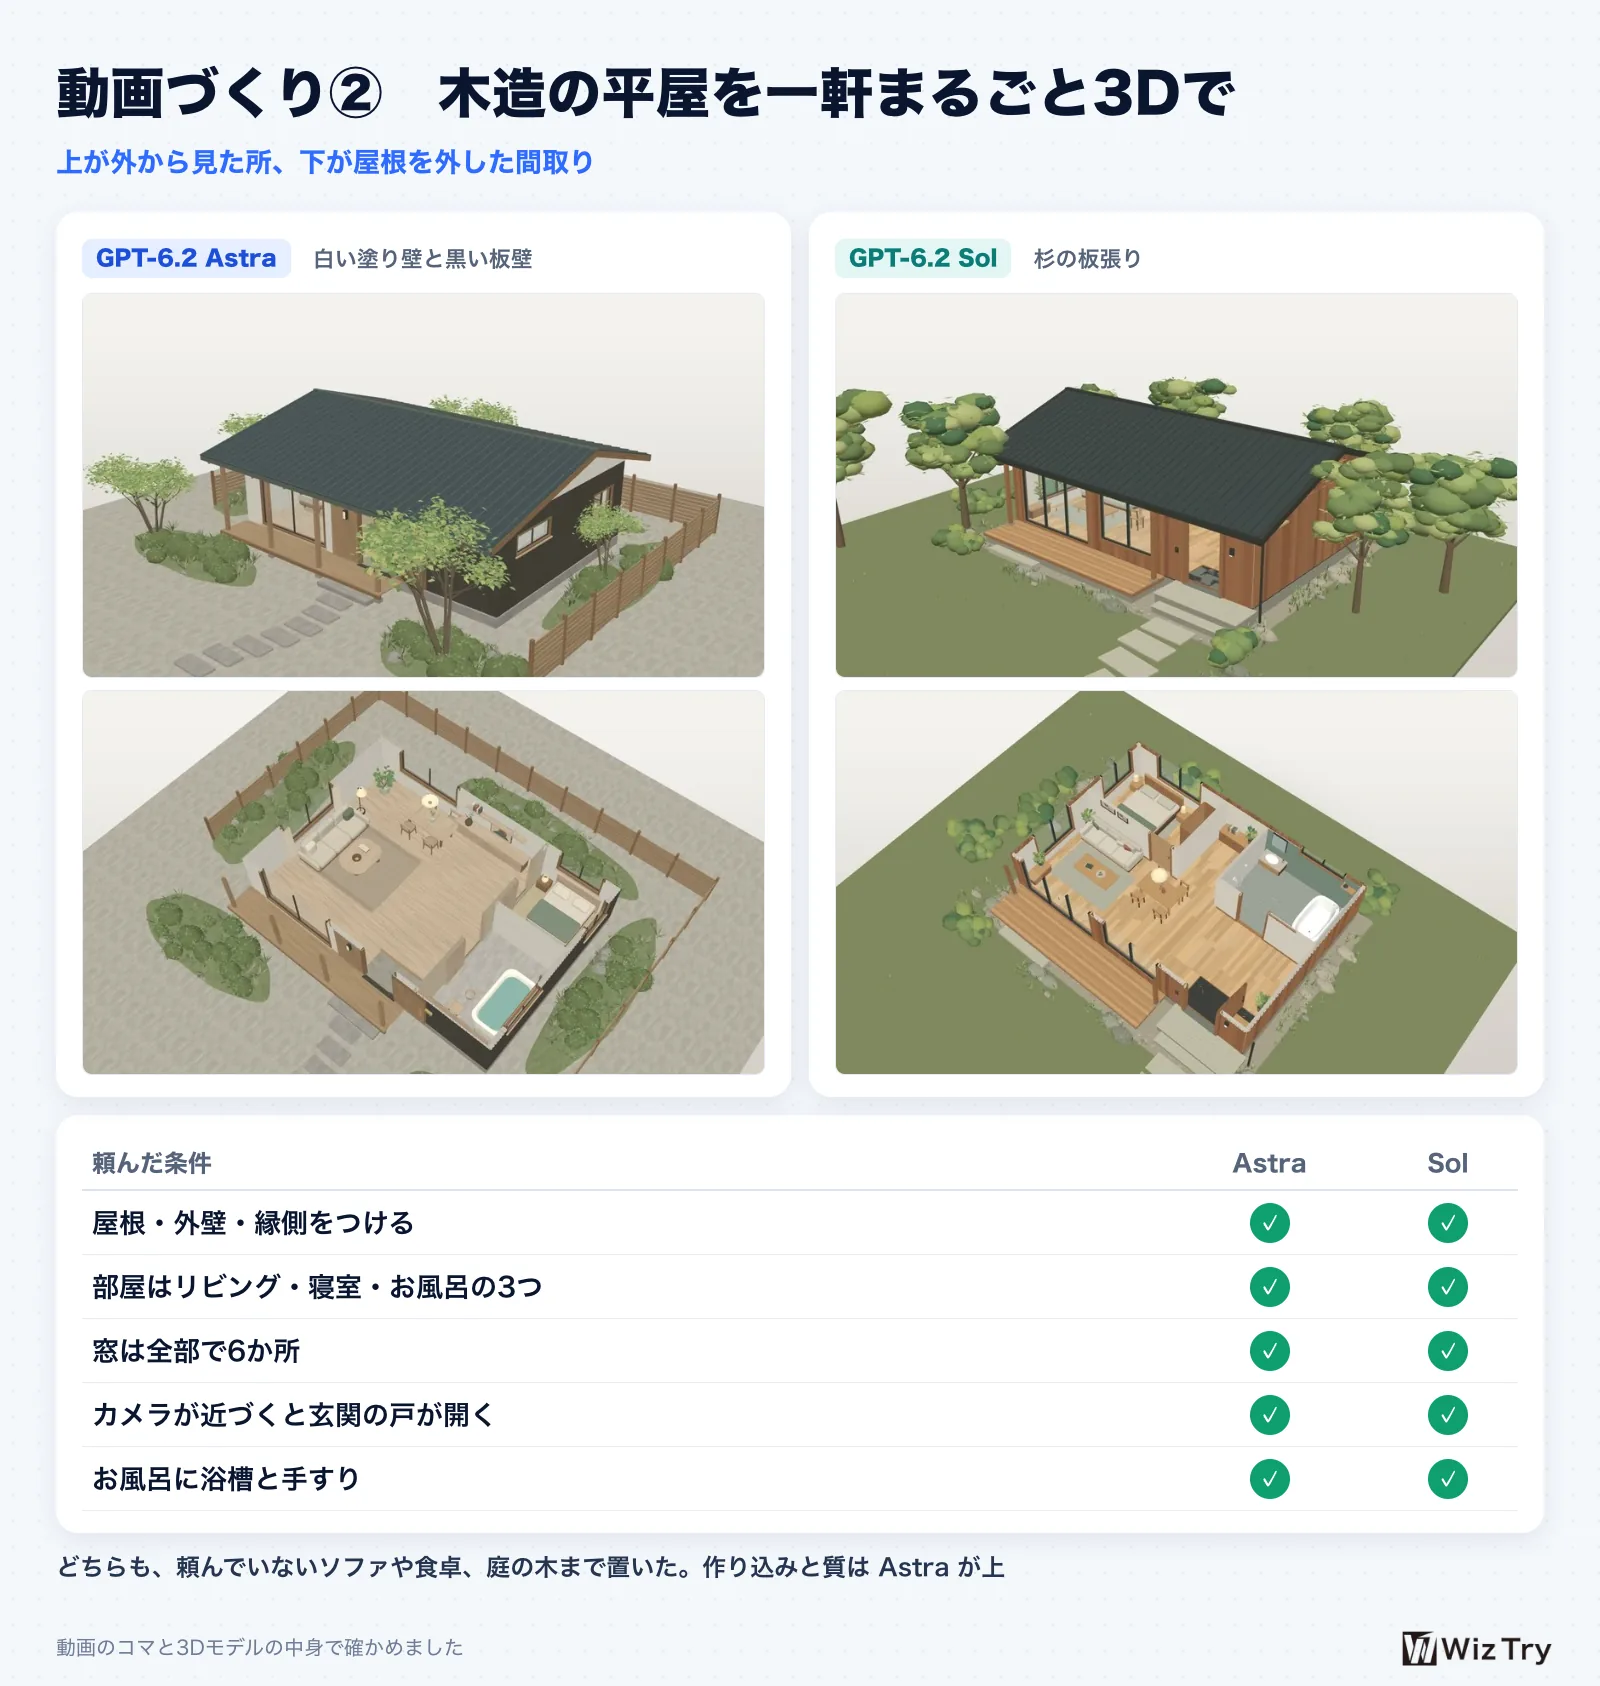 動画づくり②　木造の平屋を一軒まるごと3Dで
上が外から見た所、下が屋根を外した間取り
GPT-6.2 Astra 白い塗り壁と黒い板壁
GPT-6.2 Sol 杉の板張り
頼んだ条件 Astra Sol
屋根・外壁・縁側をつける ✓ ✓
部屋はリビング・寝室・お風呂の3つ ✓ ✓
窓は全部で6か所 ✓ ✓
カメラが近づくと玄関の戸が開く ✓ ✓
お風呂に浴槽と手すり ✓ ✓
どちらも、頼んでいないソファや食卓、庭の木まで置いた。作り込みと質は Astra が上
動画のコマと3Dモデルの中身で確かめました
Wiz Try